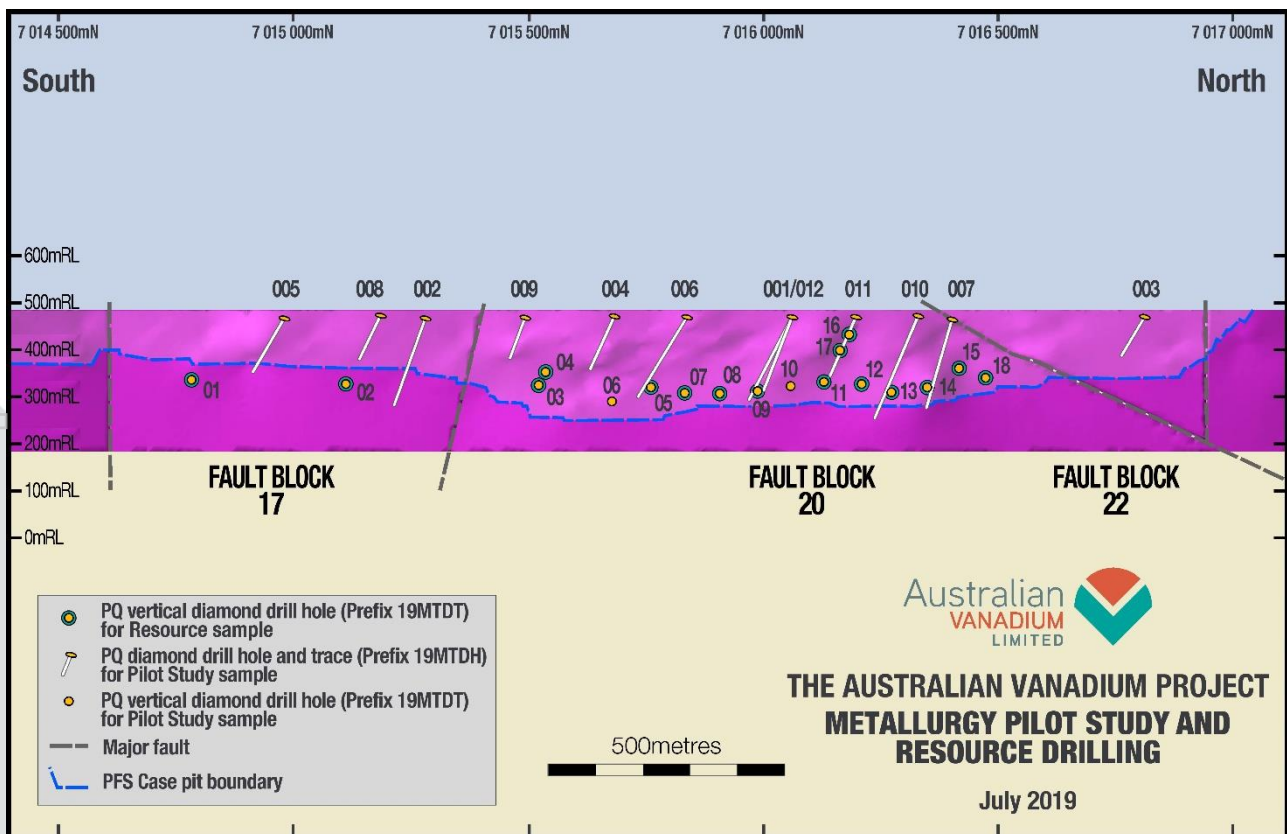 7 014 500mN 7 015 000mN 7 015 500mN 7 016 000mN 7 016 500mN 7 017 000mN
South North
600mRL
500mRL
400mRL
300mRL
200mRL
100mRL
0mRL
005 008 002 009 004 006 001/012 011 010 007 003
16
17
04
15
01 02 03 06 05 07 08 09 10 11 12 13 14 18
FAULT BLOCK
17
FAULT BLOCK
20
FAULT BLOCK
22
PQ vertical diamond drill hole (Prefix 19MTDT)
for Resource sample
PQ diamond drill hole and trace (Prefix 19MTDH)
for Pilot Study sample
PQ vertical diamond drill hole (Prefix 19MTDT)
for Pilot Study sample
Major fault
PFS Case pit boundary
500metres
Australian
VANADIUM
LIMITED
THE AUSTRALIAN VANADIUM PROJECT
METALLURGY PILOT STUDY AND
RESOURCE DRILLING
July 2019